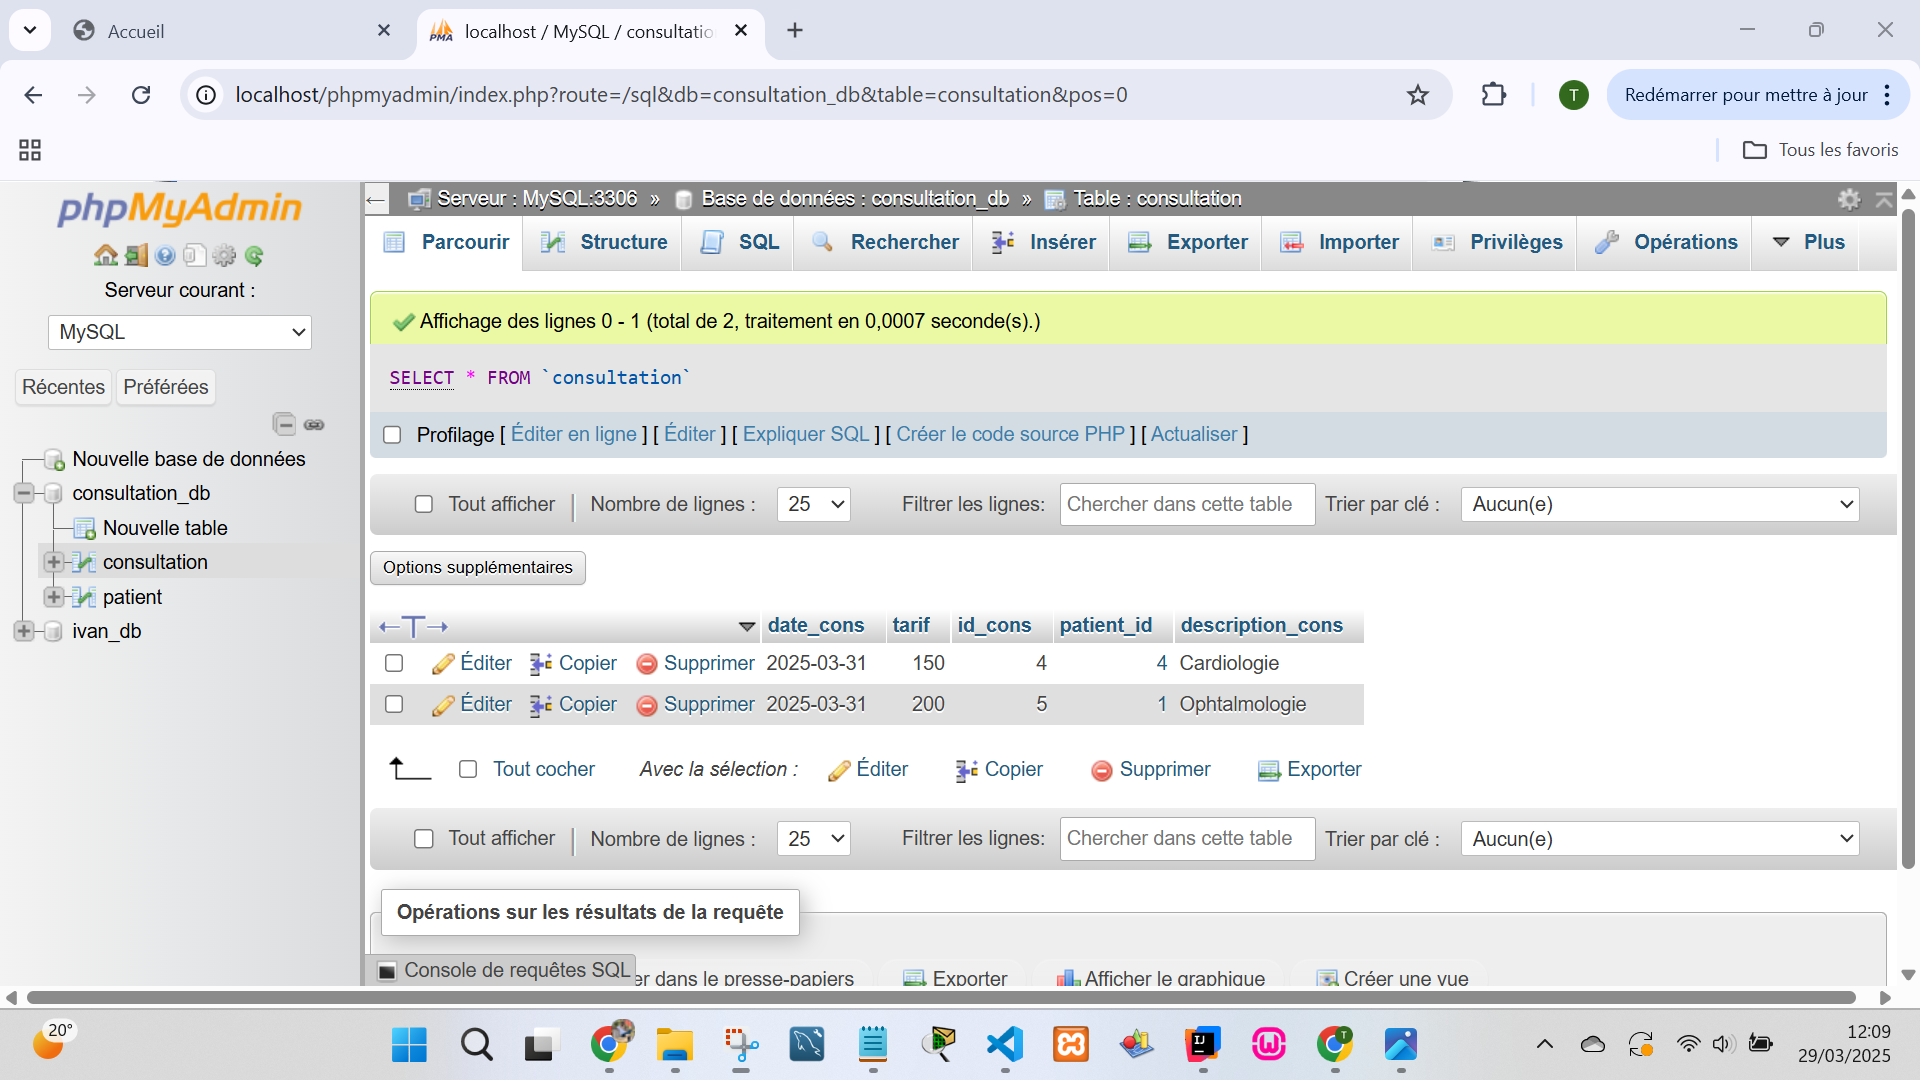 Accueil
localhost / MySQL / consultatio
localhost/phpmyadmin/index.php?route=/sql&db=consultation_db&table=consultation&pos=0
T
Redémarrer pour mettre à jour
Tous les favoris
phpMyAdmin
Serveur courant :
MySQL
Récentes Préférées
Nouvelle base de données
consultation_db
Nouvelle table
consultation
patient
ivan_db
Serveur : MySQL:3306 » Base de données : consultation_db » Table : consultation
Parcourir Structure SQL Rechercher Insérer Exporter Importer Privilèges Opérations Plus
Affichage des lignes 0 - 1 (total de 2, traitement en 0,0007 seconde(s).)
SELECT * FROM `consultation`
Profilage [ Éditer en ligne ] [ Éditer ] [ Expliquer SQL ] [ Créer le code source PHP ] [ Actualiser ]
Tout afficher Nombre de lignes : 25 Filtrer les lignes: Chercher dans cette table Trier par clé : Aucun(e)
Options supplémentaires
date_cons tarif id_cons patient_id description_cons
Éditer Copier Supprimer 2025-03-31 150 4 4 Cardiologie
Éditer Copier Supprimer 2025-03-31 200 5 1 Ophtalmologie
Tout cocher Avec la sélection : Éditer Copier Supprimer Exporter
Tout afficher Nombre de lignes : 25 Filtrer les lignes: Chercher dans cette table Trier par clé : Aucun(e)
Opérations sur les résultats de la requête
Console de requêtes SQL er dans le presse-papiers Exporter Afficher le graphique Créer une vue
20°
12:09
29/03/2025